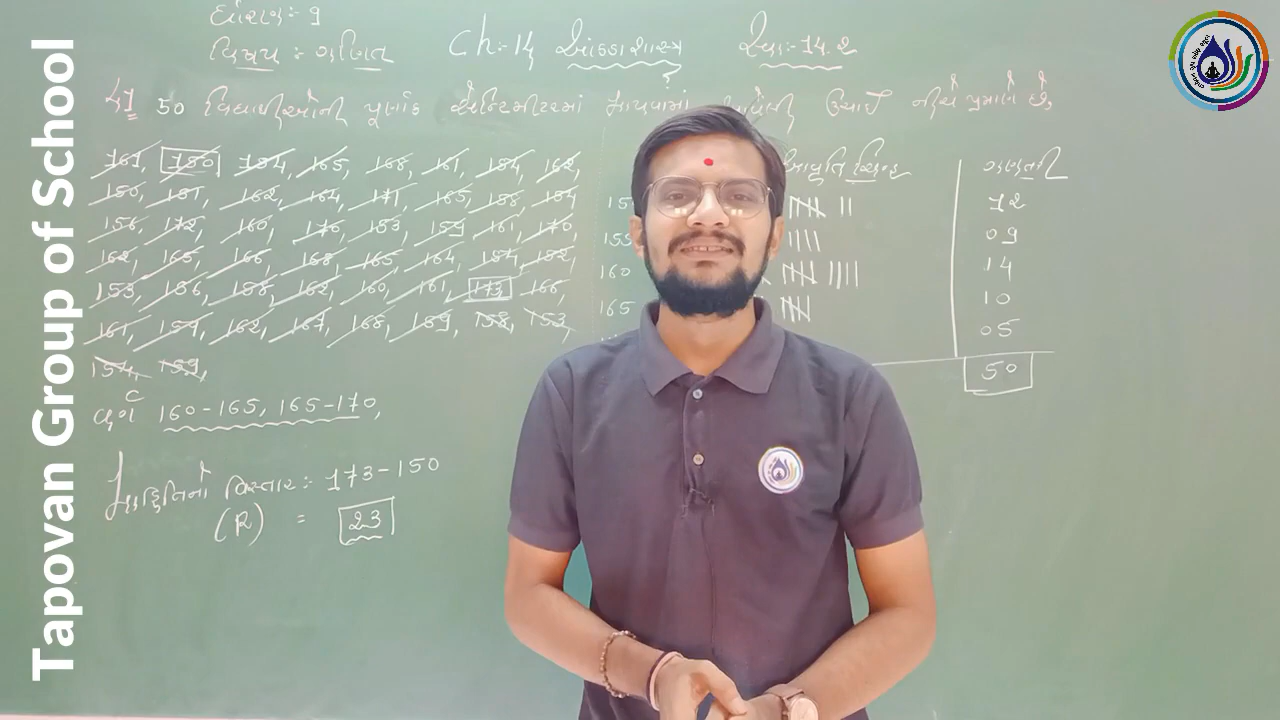 Tapovan Group of School
ધોરણ:- 9
વિષય : ગણિત Ch:- 14 આંકડાશાસ્ત્ર સ્વા:- 14.2
50 વિદ્યાર્થીઓની પૂર્ણાંક સેન્ટિમીટરમાં માપવામાં ઊંચાઈ નીચે પ્રમાણે છે.
161, 150, 154, 165, 168, 161, 154, 162,
150, 151, 162, 164, 171, 165, 158, 154
156, 172, 160, 170, 153, 159, 161, 170,
162, 165, 166, 168, 165, 164, 154, 152,
153, 156, 158, 162, 160, 161, 173, 166,
161, 159, 162, 167, 168, 159, 158, 153,
154, 159,
વર્ગ 160-165, 165-170,
વિસ્તાર:- 173-150
(R) = 23
આવૃત્તિ ચિહ્ન
15
155
160
165
12
09
14
10
05
50